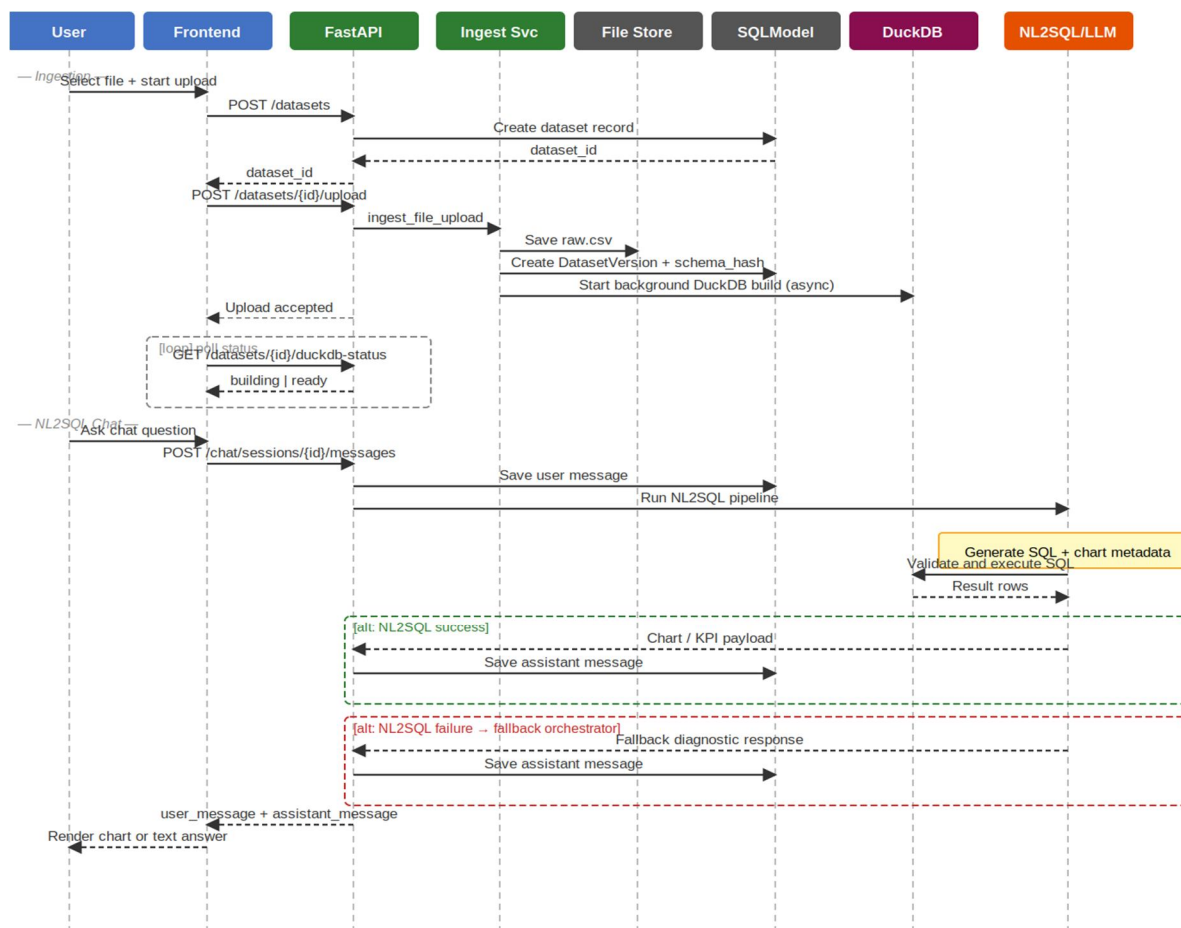 User
Frontend
FastAPI
Ingest Svc
File Store
SQLModel
DuckDB
NL2SQL/LLM
— Ingestion —
Select file + start upload
POST /datasets
Create dataset record
dataset_id
dataset_id
POST /datasets/{id}/upload
ingest_file_upload
Save raw.csv
Create DatasetVersion + schema_hash
Start background DuckDB build (async)
Upload accepted
[loop] poll status
GET /datasets/{id}/duckdb-status
building | ready
— NL2SQL Chat —
Ask chat question
POST /chat/sessions/{id}/messages
Save user message
Run NL2SQL pipeline
Generate SQL + chart metadata
Validate and execute SQL
Result rows
[alt: NL2SQL success]
Chart / KPI payload
Save assistant message
[alt: NL2SQL failure → fallback orchestrator]
Fallback diagnostic response
Save assistant message
user_message + assistant_message
Render chart or text answer